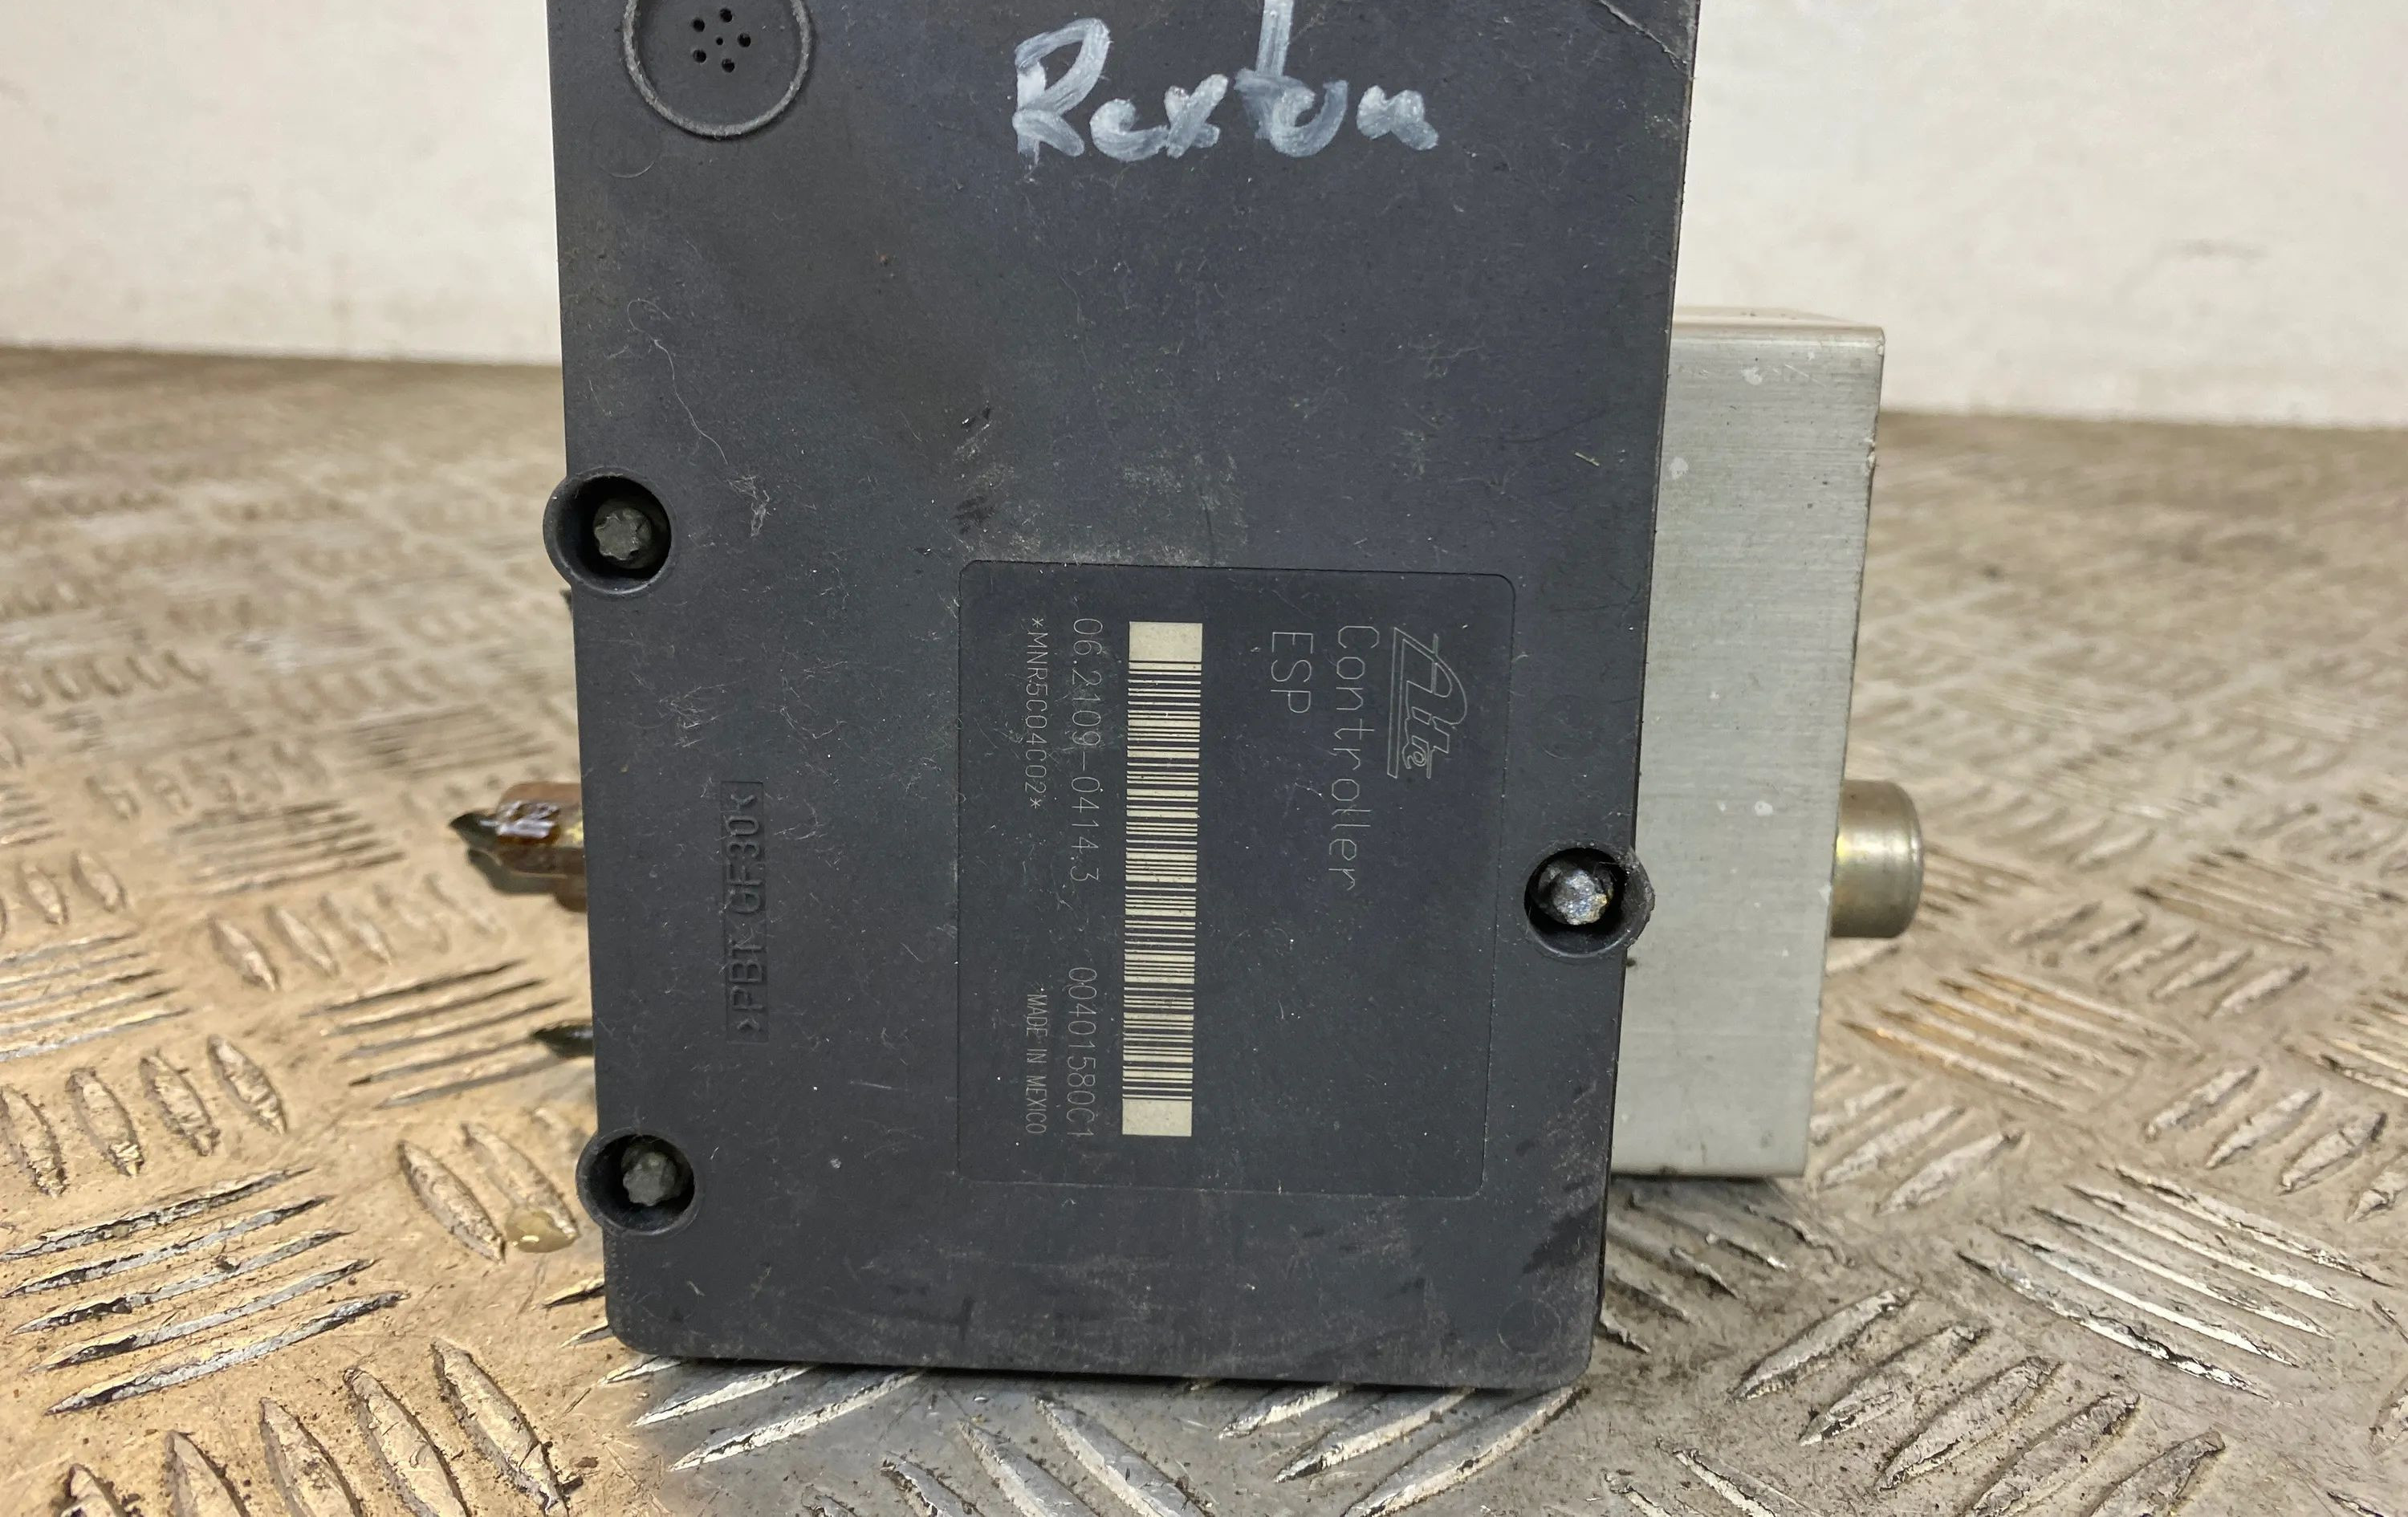 Rexton
Ate
Controller
ESP
06.2109-0414.3 00401580C1
*MNR5C04C02* MADE IN MEXICO
>PBT GF30<